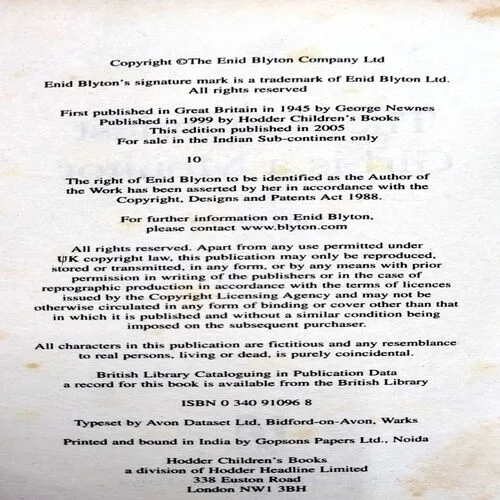 Copyright ©The Enid Blyton Company Ltd
Enid Blyton's signature mark is a trademark of Enid Blyton Ltd.
All rights reserved
First published in Great Britain in 1945 by George Newnes
Published in 1999 by Hodder Children's Books
This edition published in 2005
For sale in the Indian Sub-continent only
10
The right of Enid Blyton to be identified as the Author of
the Work has been asserted by her in accordance with the
Copyright, Designs and Patents Act 1988.
For further information on Enid Blyton,
please contact www.blyton.com
All rights reserved. Apart from any use permitted under
UK copyright law, this publication may only be reproduced,
stored or transmitted, in any form, or by any means with prior
permission in writing of the publishers or in the case of
reprographic production in accordance with the terms of licences
issued by the Copyright Licensing Agency and may not be
otherwise circulated in any form of binding or cover other than that
in which it is published and without a similar condition being
imposed on the subsequent purchaser.
All characters in this publication are fictitious and any resemblance
to real persons, living or dead, is purely coincidental.
British Library Cataloguing in Publication Data
a record for this book is available from the British Library
ISBN 0 340 91096 8
Typeset by Avon Dataset Ltd, Bidford-on-Avon, Warks
Printed and bound in India by Gopsons Papers Ltd., Noida
Hodder Children's Books
a division of Hodder Headline Limited
338 Euston Road
London NW1 3BH